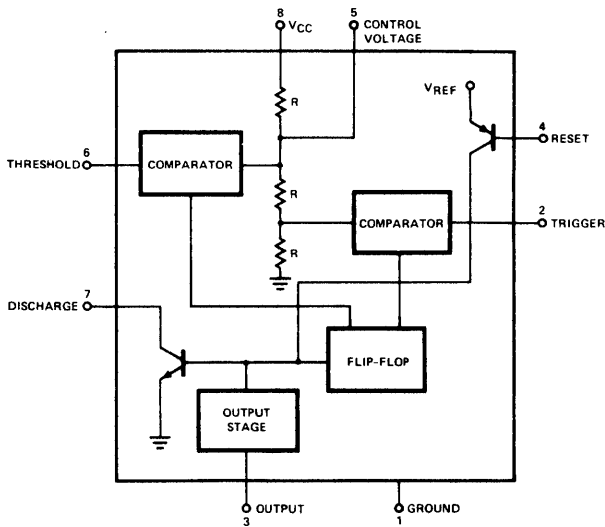 8
VCC
5
CONTROL
VOLTAGE
R
VREF
4
RESET
6
THRESHOLD
COMPARATOR
R
COMPARATOR
2
TRIGGER
R
7
DISCHARGE
FLIP-FLOP
OUTPUT
STAGE
OUTPUT
3
GROUND
1